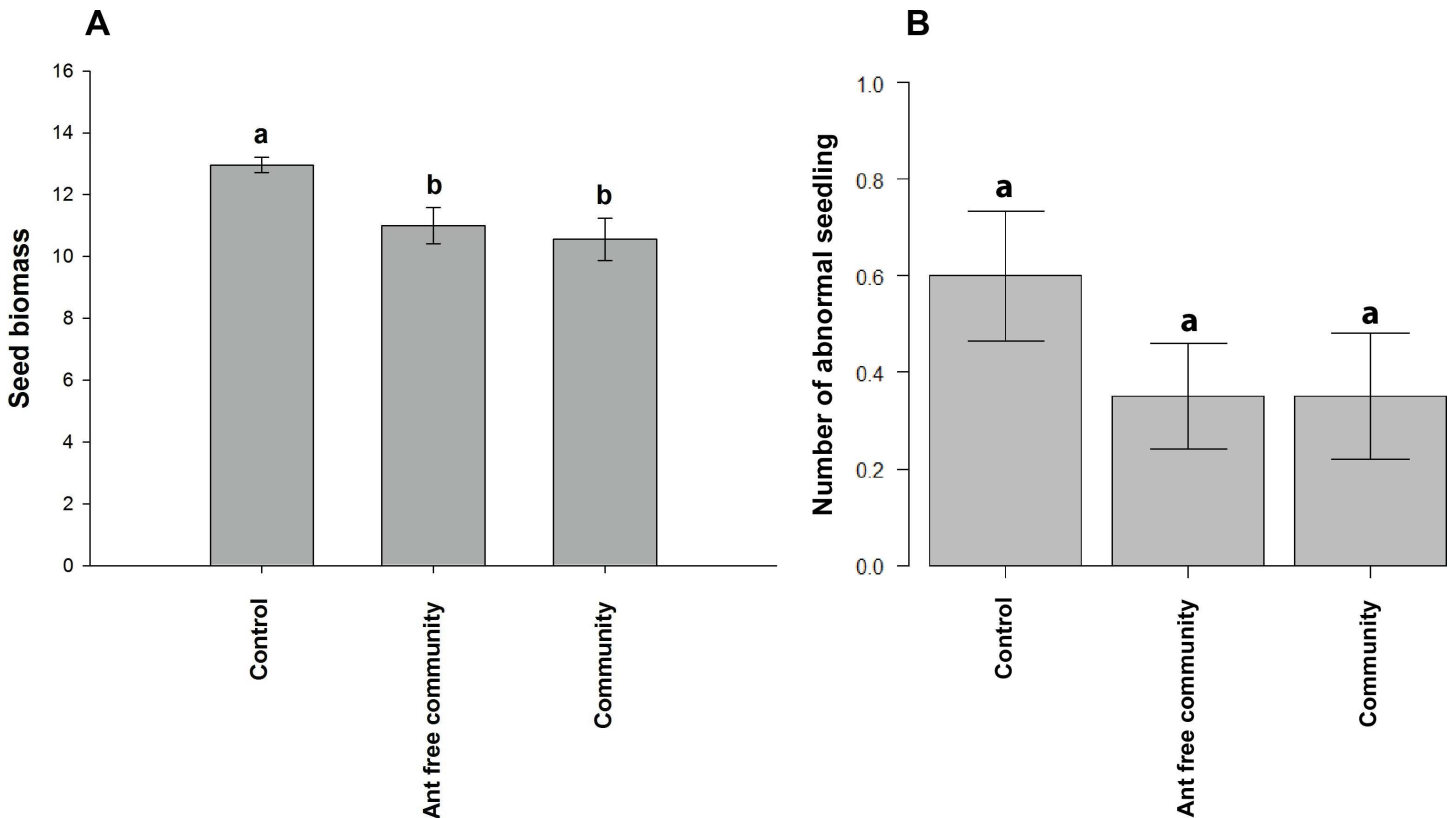 A
Seed biomass
16
14
12
10
8
6
4
2
0
a
b
b
Control
Ant free community
Community
B
Number of abnormal seedling
1.0
0.8
0.6
0.4
0.2
0.0
a
a
a
Control
Ant free community
Community